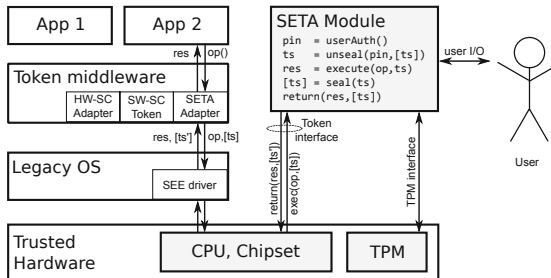 App 1
App 2
res
op()
Token middleware
HW-SC
Adapter
SW-SC
Token
SETA
Adapter
res, [ts']
op,[ts]
Legacy OS
SEE driver
Trusted
Hardware
CPU, Chipset
TPM
SETA Module
pin = userAuth()
ts = unseal(pin,[ts])
res = execute(op,ts)
[ts] = seal(ts)
return(res,[ts])
Token
interface
return(res,[ts'])
exec(op,[ts])
TPM interface
user I/O
User